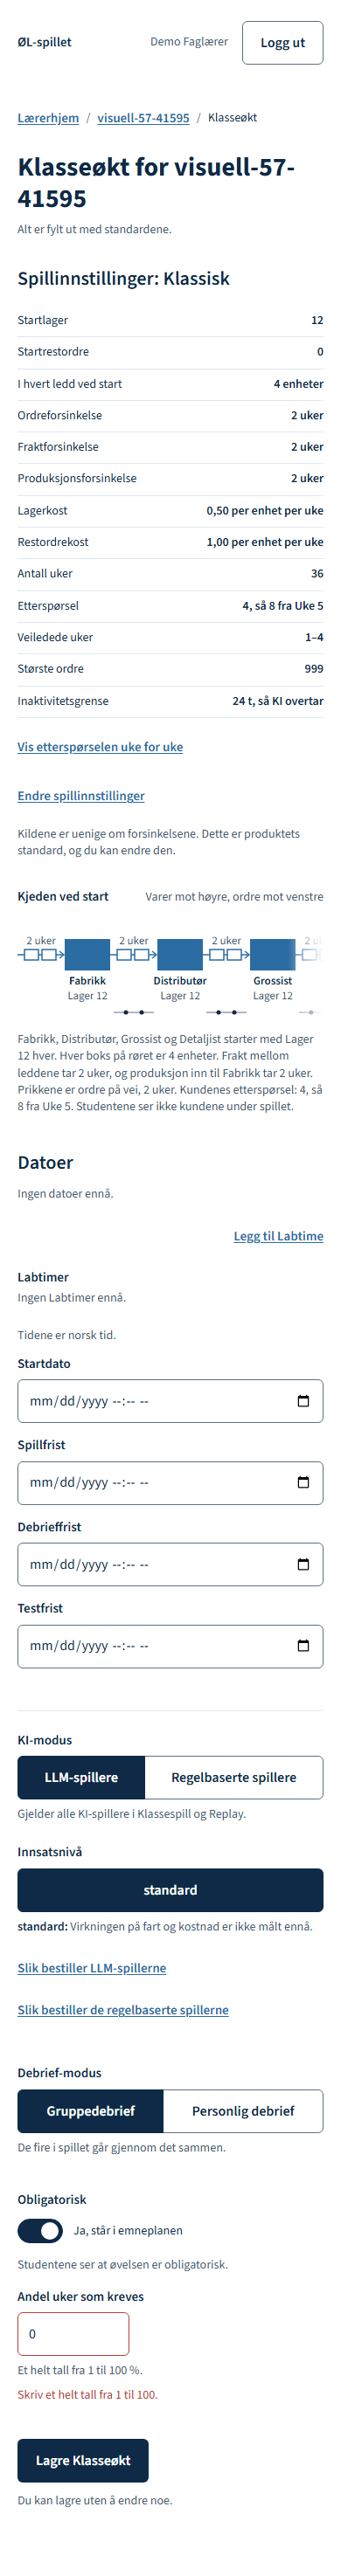 ØL-spillet
Demo Faglærer
Logg ut
Lærerhjem / visuell-57-41595 / Klasseøkt
Klasseøkt for visuell-57-
41595
Alt er fylt ut med standardene.
Spillinnstillinger: Klassisk
Startlager 12
Startrestordre 0
I hvert ledd ved start 4 enheter
Ordreforsinkelse 2 uker
Fraktforsinkelse 2 uker
Produksjonsforsinkelse 2 uker
Lagerkost 0,50 per enhet per uke
Restordrekost 1,00 per enhet per uke
Antall uker 36
Etterspørsel 4, så 8 fra Uke 5
Veiledede uker 1–4
Største ordre 999
Inaktivitetsgrense 24 t, så KI overtar
Vis etterspørselen uke for uke
Endre spillinnstillinger
Kildene er uenige om forsinkelsene. Dette er produktets
standard, og du kan endre den.
Kjeden ved start Varer mot høyre, ordre mot venstre
2 uker 2 uker 2 uker
Fabrikk Distributør Grossist
Lager 12 Lager 12 Lager 12
Fabrikk, Distributør, Grossist og Detaljist starter med Lager
12 hver. Hver boks på røret er 4 enheter. Frakt mellom
leddene tar 2 uker, og produksjon inn til Fabrikk tar 2 uker.
Prikkene er ordre på vei, 2 uker. Kundenes etterspørsel: 4, så
8 fra Uke 5. Studentene ser ikke kundene under spillet.
Datoer
Ingen datoer ennå.
Legg til Labtime
Labtimer
Ingen Labtimer ennå.
Tidene er norsk tid.
Startdato
mm/dd/yyyy --:-- --
Spillfrist
mm/dd/yyyy --:-- --
Debrieffrist
mm/dd/yyyy --:-- --
Testfrist
mm/dd/yyyy --:-- --
KI-modus
LLM-spillere Regelbaserte spillere
Gjelder alle KI-spillere i Klassespill og Replay.
Innsatsnivå
standard
standard: Virkningen på fart og kostnad er ikke målt ennå.
Slik bestiller LLM-spillerne
Slik bestiller de regelbaserte spillerne
Debrief-modus
Gruppedebrief Personlig debrief
De fire i spillet går gjennom det sammen.
Obligatorisk
Ja, står i emneplanen
Studentene ser at øvelsen er obligatorisk.
Andel uker som kreves
0
Et helt tall fra 1 til 100 %.
Skriv et helt tall fra 1 til 100.
Lagre Klasseøkt
Du kan lagre uten å endre noe.